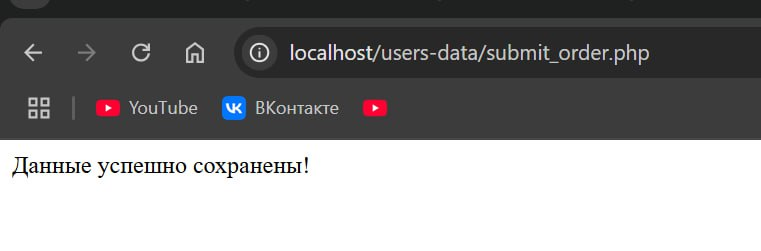 localhost/users-data/submit_order.php
YouTube ВКонтакте
Данные успешно сохранены!